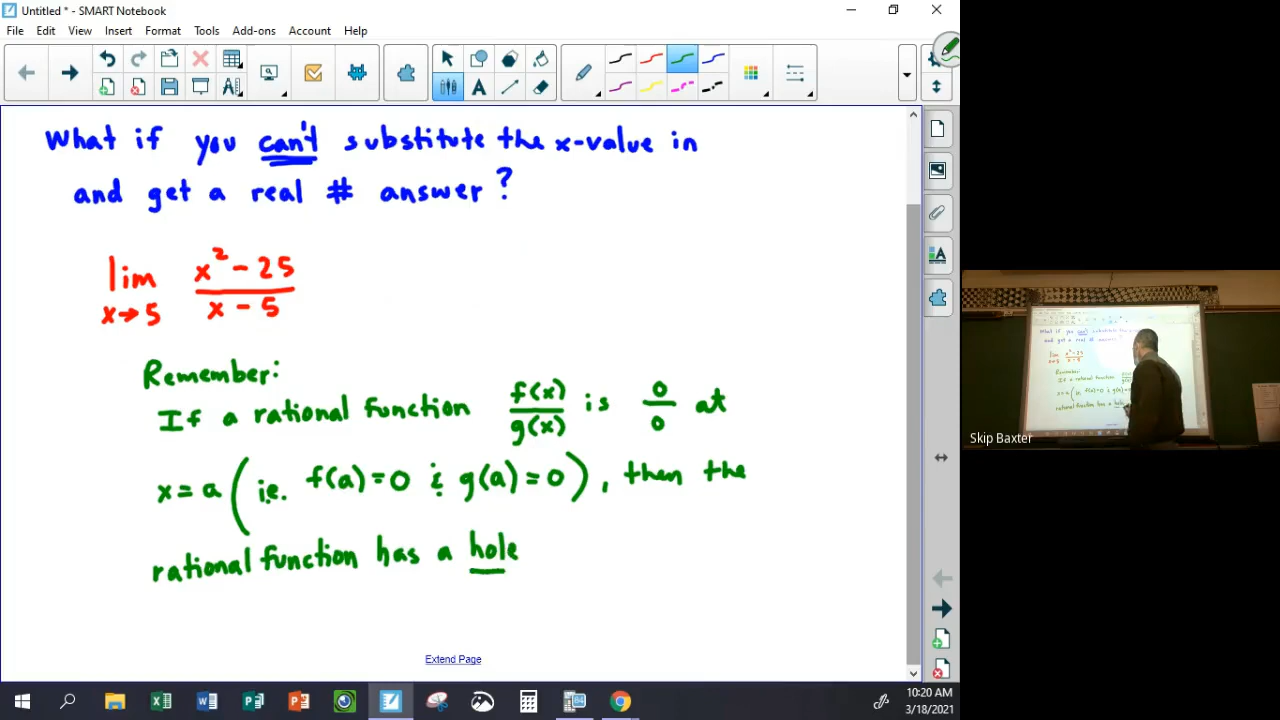 Untitled * - SMART Notebook
File Edit View Insert Format Tools Add-ons Account Help
What if you can't substitute the x-value in
and get a real # answer?
lim x→5 x² - 25 / x - 5
Remember:
If a rational function f(x)/g(x) is 0/0 at
x = a (i.e. f(a) = 0 & g(a) = 0), then the
rational function has a hole
Extend Page
Skip Baxter
10:20 AM
3/18/2021